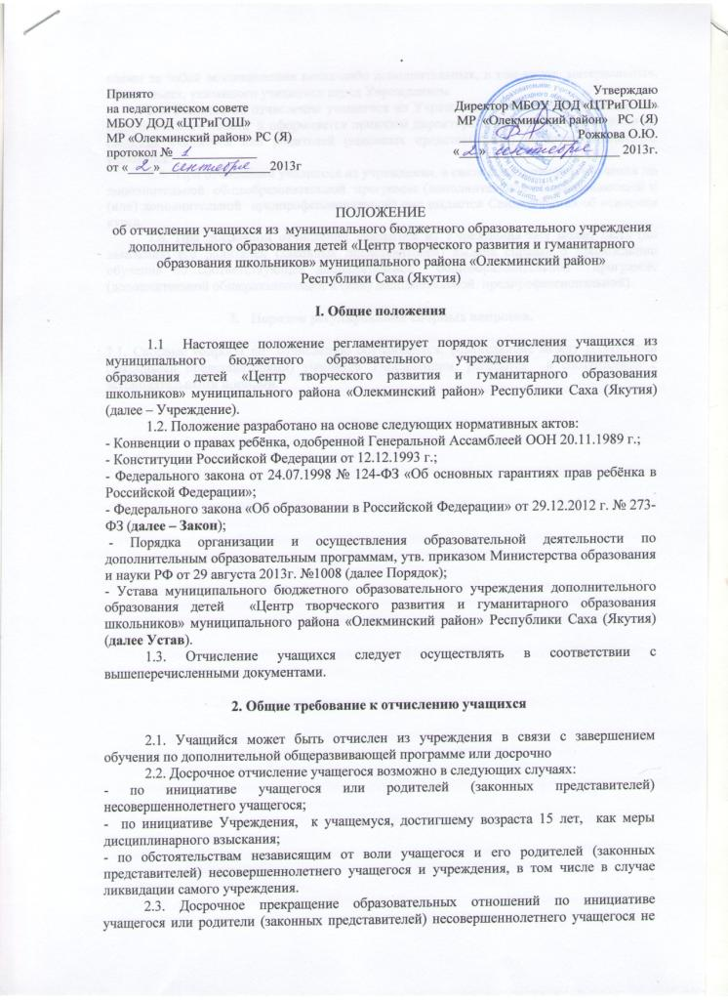 Принято
на педагогическом совете
МБОУ ДОД «ЦТРиГОШ»
МР «Олекминский район» РС (Я)
протокол № 1
от « 2 » сентября 2013г
Утверждаю
Директор МБОУ ДОД «ЦТРиГОШ»
МР «Олекминский район» РС (Я)
Рожкова О.Ю.
« 2 » сентября 2013г.
ПОЛОЖЕНИЕ
об отчислении учащихся из муниципального бюджетного образовательного учреждения
дополнительного образования детей «Центр творческого развития и гуманитарного
образования школьников» муниципального района «Олекминский район»
Республики Саха (Якутия)
I. Общие положения
1.1 Настоящее положение регламентирует порядок отчисления учащихся из
муниципального бюджетного образовательного учреждения дополнительного
образования детей «Центр творческого развития и гуманитарного образования
школьников» муниципального района «Олекминский район» Республики Саха (Якутия)
(далее – Учреждение).
1.2. Положение разработано на основе следующих нормативных актов:
- Конвенции о правах ребёнка, одобренной Генеральной Ассамблеей ООН 20.11.1989 г.;
- Конституции Российской Федерации от 12.12.1993 г.;
- Федерального закона от 24.07.1998 № 124-ФЗ «Об основных гарантиях прав ребёнка в
Российской Федерации»;
- Федерального закона «Об образовании в Российской Федерации» от 29.12.2012 г. № 273-
ФЗ (далее – Закон);
- Порядка организации и осуществления образовательной деятельности по
дополнительным образовательным программам, утв. приказом Министерства образования
и науки РФ от 29 августа 2013г. №1008 (далее Порядок);
- Устава муниципального бюджетного образовательного учреждения дополнительного
образования детей «Центр творческого развития и гуманитарного образования
школьников» муниципального района «Олекминский район» Республики Саха (Якутия)
(далее Устав).
1.3. Отчисление учащихся следует осуществлять в соответствии с
вышеперечисленными документами.
2. Общие требование к отчислению учащихся
2.1. Учащийся может быть отчислен из учреждения в связи с завершением
обучения по дополнительной общеразвивающей программе или досрочно
2.2. Досрочное отчисление учащегося возможно в следующих случаях:
- по инициативе учащегося или родителей (законных представителей)
несовершеннолетнего учащегося;
- по инициативе Учреждения, к учащемуся, достигшему возраста 15 лет, как меры
дисциплинарного взыскания;
- по обстоятельствам независящим от воли учащегося и его родителей (законных
представителей) несовершеннолетнего учащегося и учреждения, в том числе в случае
ликвидации самого учреждения.
2.3. Досрочное прекращение образовательных отношений по инициативе
учащегося или родители (законных представителей) несовершеннолетнего учащегося не